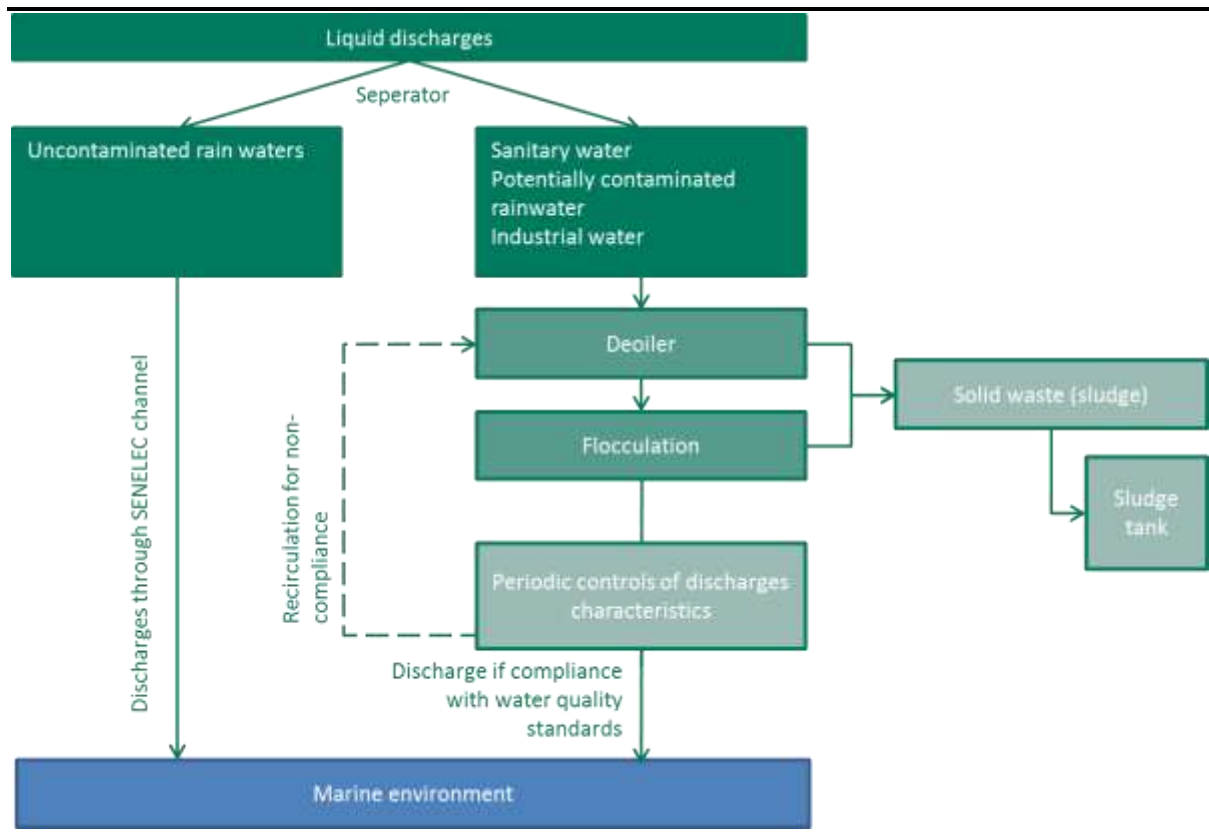 Liquid discharges
Seperator
Uncontaminated rain waters
Sanitary water
Potentially contaminated
rainwater
Industrial water
Deoiler
Solid waste (sludge)
Flocculation
Sludge
tank
Discharges through SENELEC channel
Recirculation for non-
compliance
Periodic controls of discharges
characteristics
Discharge if compliance
with water quality
standards
Marine environment